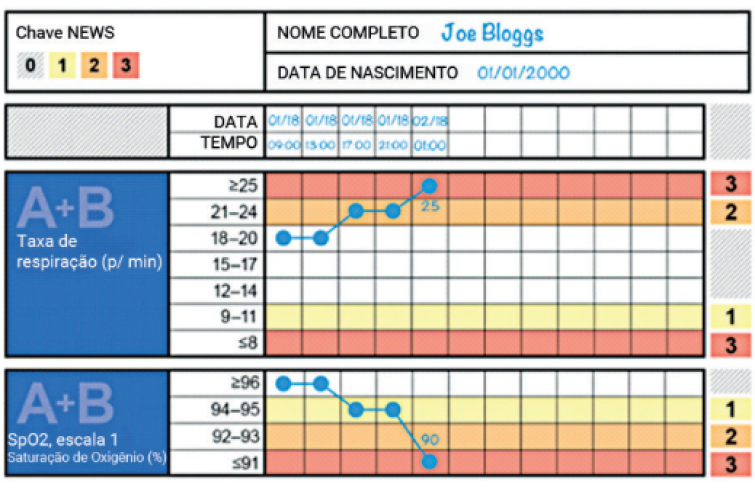 Chave NEWS
0 1 2 3
NOME COMPLETO Joe Bloggs
DATA DE NASCIMENTO 01/01/2000
DATA 01/18 01/18 01/18 01/18 02/18
TEMPO 09:00 13:00 17:00 21:00 01:00
A+B
Taxa de
respiração (p/ min)
≥25 3
21–24 25 2
18–20
15–17
12–14
9–11 1
≤8 3
A+B
SpO2, escala 1
Saturação de Oxigênio (%)
≥96
94–95 1
92–93 90 2
≤91 3